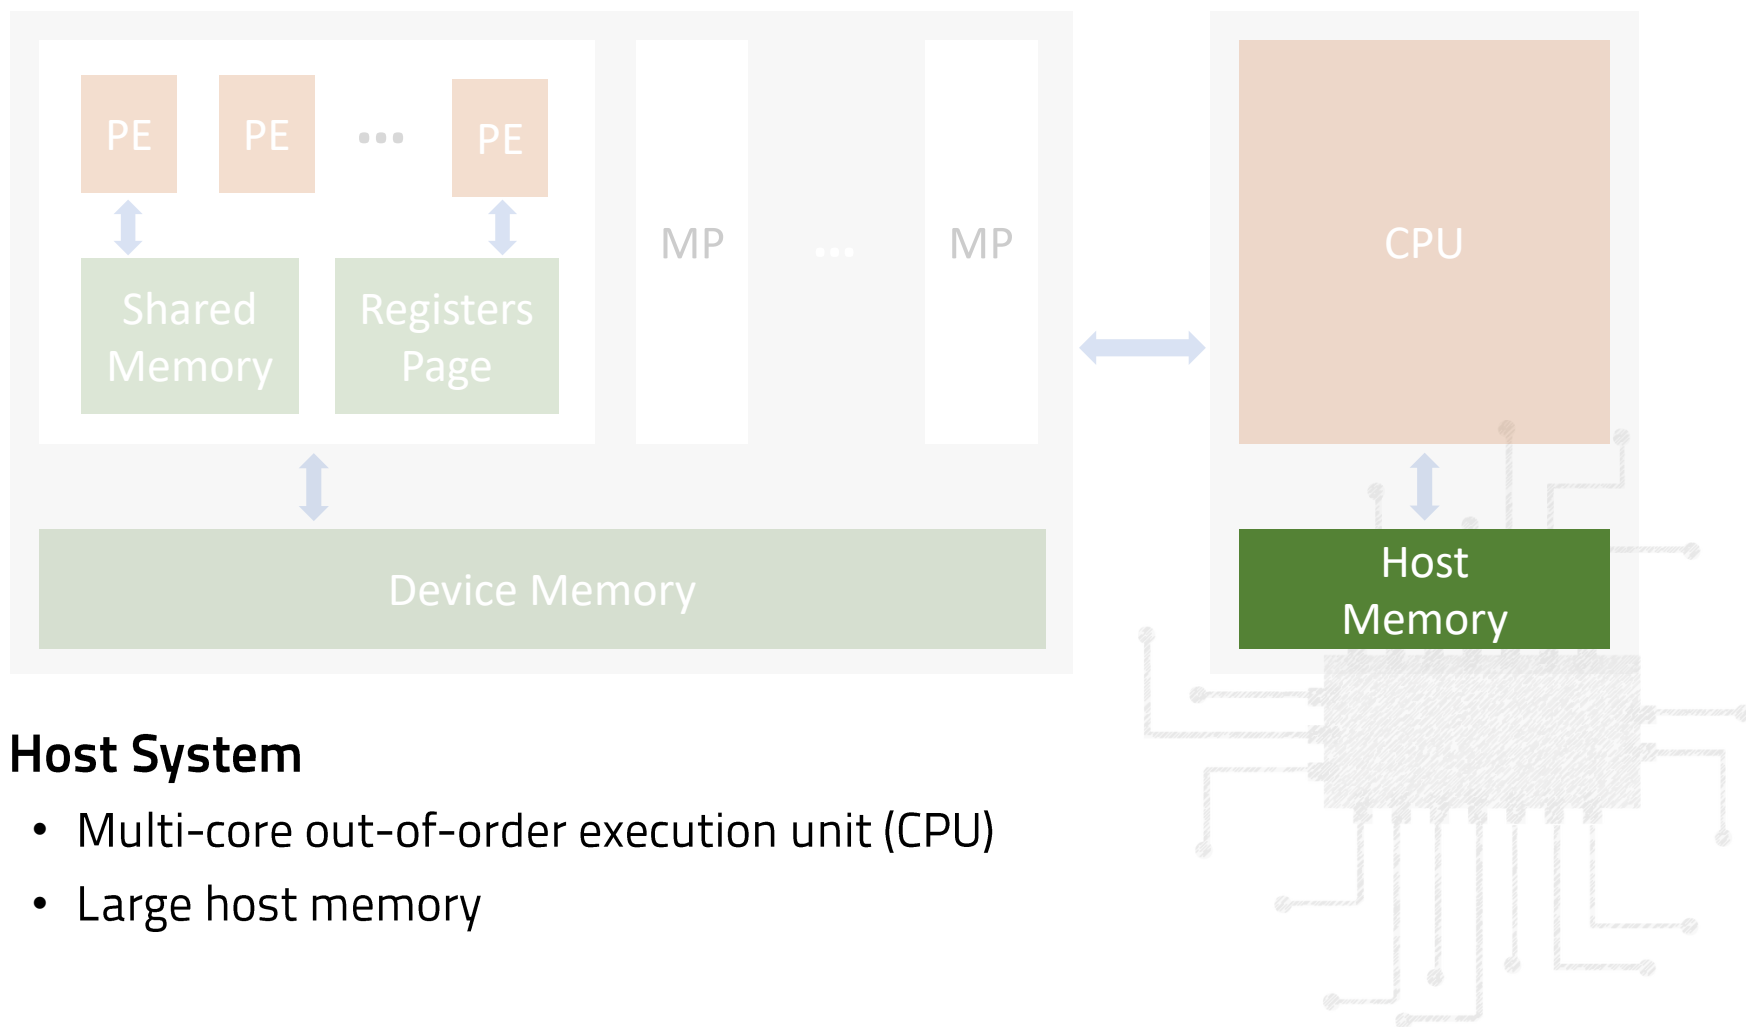 PE
PE
...
PE
Shared
Memory
Registers
Page
MP
...
MP
Device Memory
CPU
Host
Memory
Host System
• Multi-core out-of-order execution unit (CPU)
• Large host memory